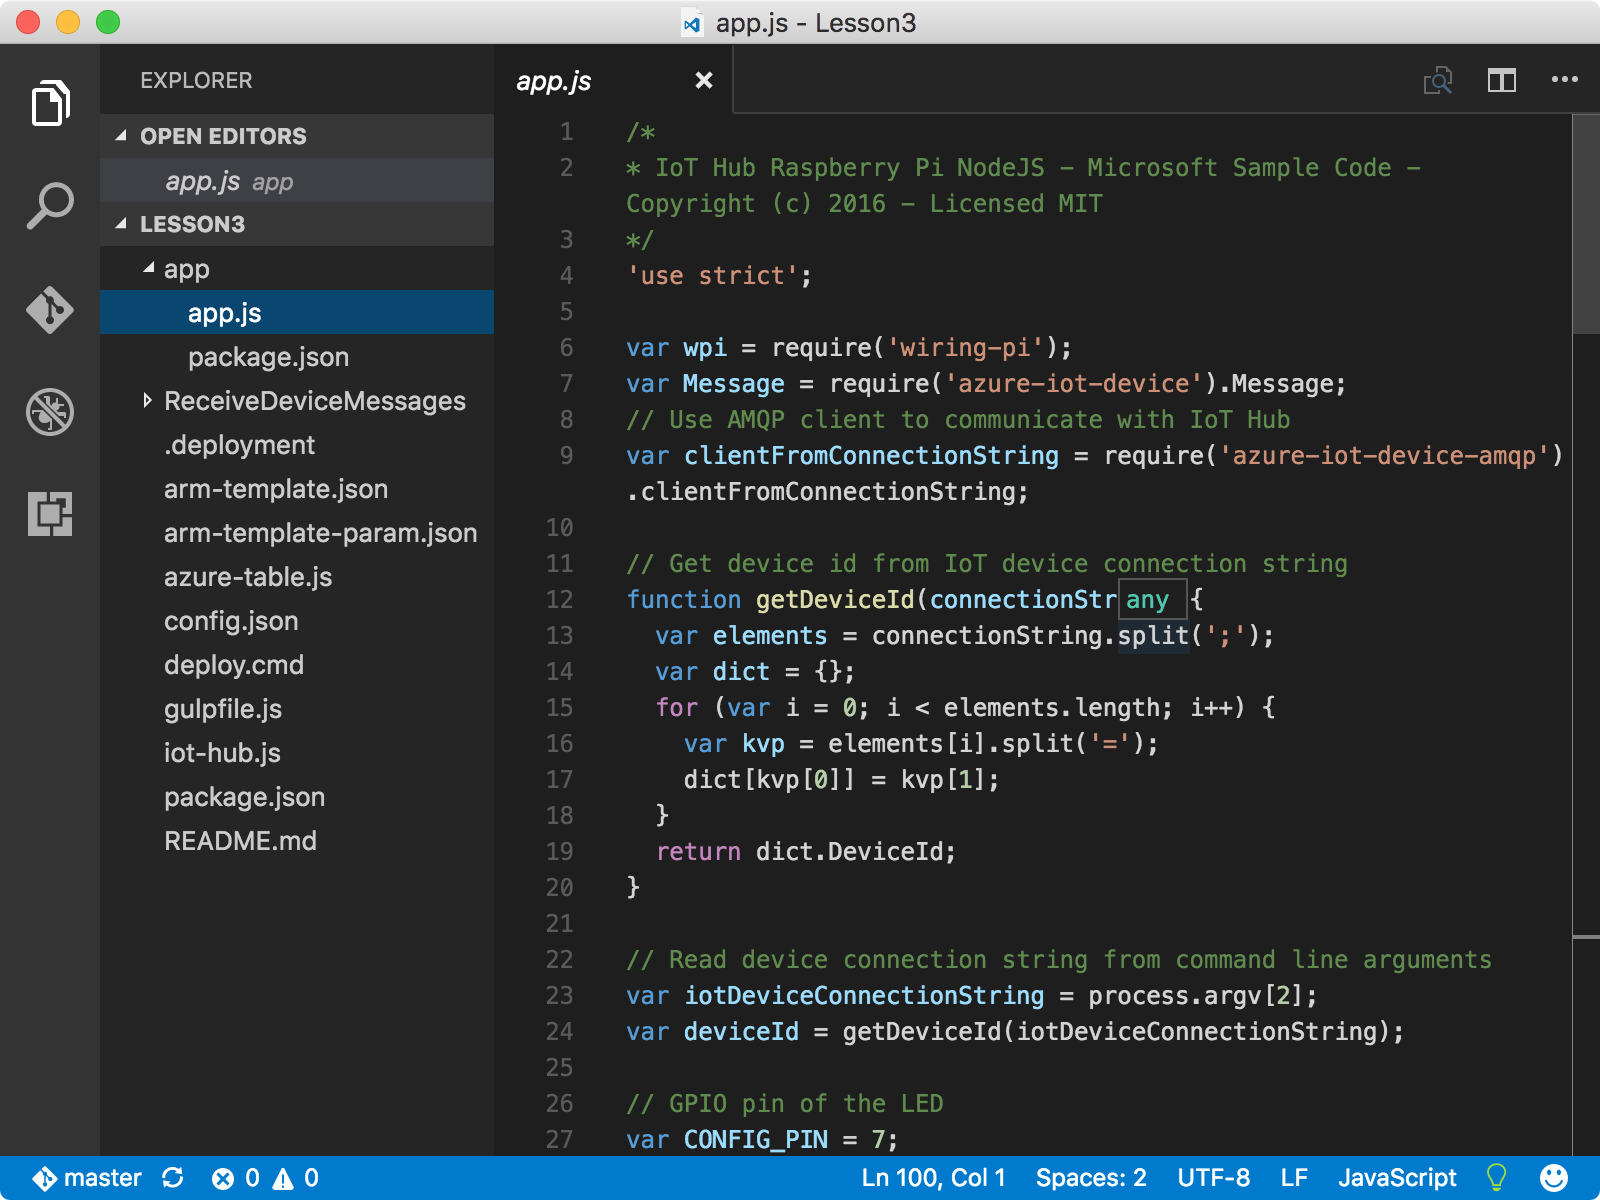 app.js - Lesson3
EXPLORER
OPEN EDITORS
app.js app
LESSON3
app
app.js
package.json
ReceiveDeviceMessages
.deployment
arm-template.json
arm-template-param.json
azure-table.js
config.json
deploy.cmd
gulpfile.js
iot-hub.js
package.json
README.md
app.js
1 /*
2 * IoT Hub Raspberry Pi NodeJS - Microsoft Sample Code -
Copyright (c) 2016 - Licensed MIT
3 */
4 'use strict';
5
6 var wpi = require('wiring-pi');
7 var Message = require('azure-iot-device').Message;
8 // Use AMQP client to communicate with IoT Hub
9 var clientFromConnectionString = require('azure-iot-device-amqp')
.clientFromConnectionString;
10
11 // Get device id from IoT device connection string
12 function getDeviceId(connectionStr any {
13 var elements = connectionString.split(';');
14 var dict = {};
15 for (var i = 0; i < elements.length; i++) {
16 var kvp = elements[i].split('=');
17 dict[kvp[0]] = kvp[1];
18 }
19 return dict.DeviceId;
20 }
21
22 // Read device connection string from command line arguments
23 var iotDeviceConnectionString = process.argv[2];
24 var deviceId = getDeviceId(iotDeviceConnectionString);
25
26 // GPIO pin of the LED
27 var CONFIG_PIN = 7;
master 0 0 Ln 100, Col 1 Spaces: 2 UTF-8 LF JavaScript